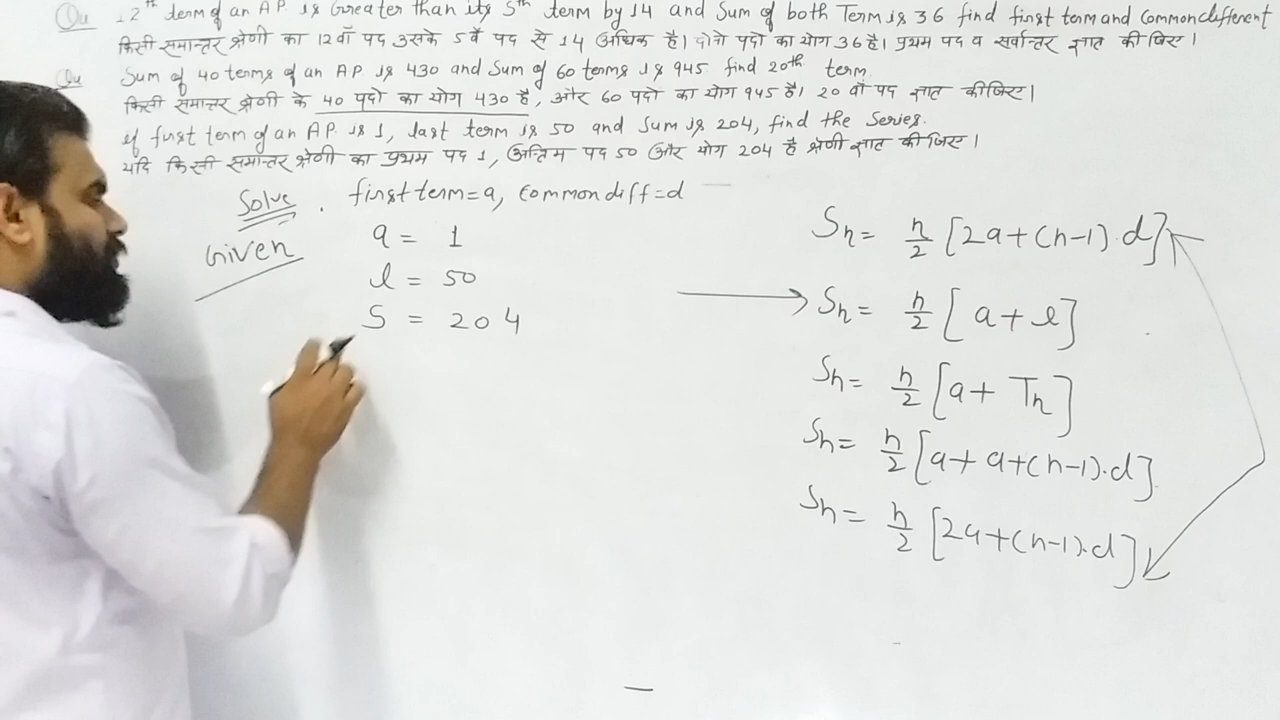 Qu 12th term of an A.P. is Greater than its 5th term by 14 and Sum of both Term is 36 find first term and Common different
किसी समान्तर श्रेणी का 12वाँ पद उसके 5वें पद से 14 अधिक है। दोनो पदो का योग 36 है। प्रथम पद व सर्वान्तर ज्ञात कीजिए।
Qu Sum of 40 terms of an AP is 430 and Sum of 60 terms is 945 find 20th term.
किसी समान्तर श्रेणी के 40 पदो का योग 430 है, और 60 पदो का योग 945 है। 20 वाँ पद ज्ञात कीजिए।
if first term of an AP. is 1, last term is 50 and Sum is 204, find the Series.
यदि किसी समान्तर श्रेणी का प्रथम पद 1, अन्तिम पद 50 और योग 204 है श्रेणी ज्ञात कीजिए।
Solve . first term = a, Common diff = d
Given a = 1
l = 50
S = 204
Sn = n/2 [2a+(n-1).d]
Sn = n/2 [a+l]
Sn = n/2 [a+Tn]
Sn = n/2 [a+a+(n-1).d]
Sn = n/2 [2a+(n-1).d]